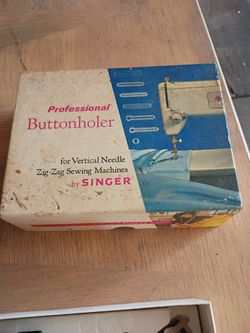 Professional
Buttonholer
for Vertical Needle
Zig-Zag Sewing Machines
by SINGER